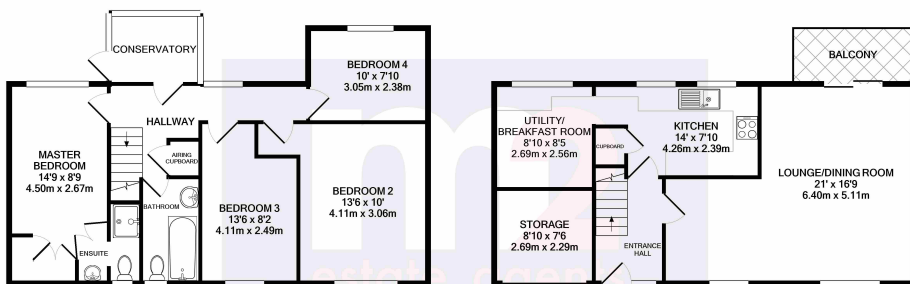 CONSERVATORY
BEDROOM 4
10' x 7'10
3.05m x 2.38m
HALLWAY
MASTER
BEDROOM
14'9 x 8'9
4.50m x 2.67m
AIRING
CUPBOARD
BATHROOM
BEDROOM 3
13'6 x 8'2
4.11m x 2.49m
BEDROOM 2
13'6 x 10'
4.11m x 3.06m
ENSUITE
BALCONY
UTILITY/
BREAKFAST ROOM
8'10 x 8'5
2.69m x 2.56m
KITCHEN
14' x 7'10
4.26m x 2.39m
CUPBOARD
LOUNGE/DINING ROOM
21' x 16'9
6.40m x 5.11m
STORAGE
8'10 x 7'6
2.69m x 2.29m
ENTRANCE
HALL
m2
estate agents